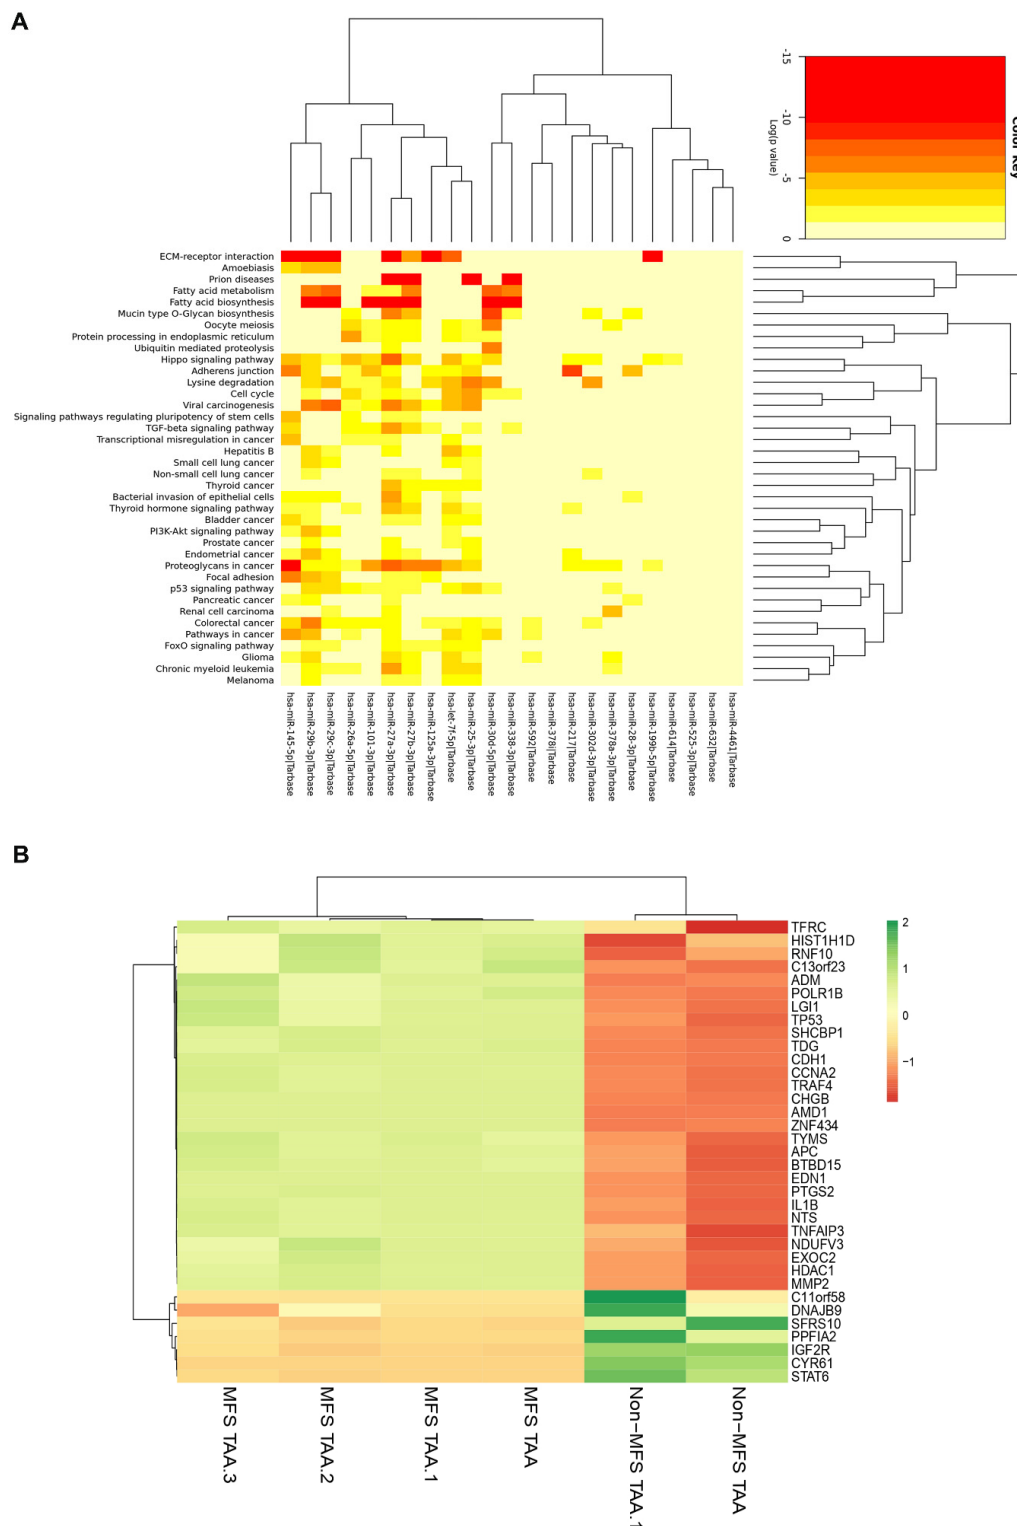 A
Color Key
-15
-10
-5
0
Log(p value)
ECM-receptor interaction
Amoebiasis
Prion diseases
Fatty acid metabolism
Fatty acid biosynthesis
Mucin type O-Glycan biosynthesis
Oocyte meiosis
Protein processing in endoplasmic reticulum
Ubiquitin mediated proteolysis
Hippo signaling pathway
Adherens junction
Lysine degradation
Cell cycle
Viral carcinogenesis
Signaling pathways regulating pluripotency of stem cells
TGF-beta signaling pathway
Transcriptional misregulation in cancer
Hepatitis B
Small cell lung cancer
Non-small cell lung cancer
Thyroid cancer
Bacterial invasion of epithelial cells
Thyroid hormone signaling pathway
Bladder cancer
PI3K-Akt signaling pathway
Prostate cancer
Endometrial cancer
Proteoglycans in cancer
Focal adhesion
p53 signaling pathway
Pancreatic cancer
Renal cell carcinoma
Colorectal cancer
Pathways in cancer
FoxO signaling pathway
Glioma
Chronic myeloid leukemia
Melanoma
hsa-miR-145-5p|Tarbase
hsa-miR-29b-3p|Tarbase
hsa-miR-29c-3p|Tarbase
hsa-miR-26a-5p|Tarbase
hsa-miR-101-3p|Tarbase
hsa-miR-27a-3p|Tarbase
hsa-miR-27b-3p|Tarbase
hsa-miR-125a-3p|Tarbase
hsa-let-7f-5p|Tarbase
hsa-miR-25-3p|Tarbase
hsa-miR-30d-5p|Tarbase
hsa-miR-338-3p|Tarbase
hsa-miR-592|Tarbase
hsa-miR-378i|Tarbase
hsa-miR-217|Tarbase
hsa-miR-302d-3p|Tarbase
hsa-miR-378a-3p|Tarbase
hsa-miR-28-3p|Tarbase
hsa-miR-199b-5p|Tarbase
hsa-miR-614|Tarbase
hsa-miR-525-3p|Tarbase
hsa-miR-632|Tarbase
hsa-miR-4461|Tarbase
B
TFRC
HIST1H1D
RNF10
C13orf23
ADM
POLR1B
LGI1
TP53
SHCBP1
TDG
CDH1
CCNA2
TRAF4
CHGB
AMD1
ZNF434
TYMS
APC
BTBD15
EDN1
PTGS2
IL1B
NTS
TNFAIP3
NDUFV3
EXOC2
HDAC1
MMP2
C11orf58
DNAJB9
SFRS10
PPFIA2
IGF2R
CYR61
STAT6
2
1
0
−1
MFS TAA.3
MFS TAA.2
MFS TAA.1
MFS TAA
Non−MFS TAA.1
Non−MFS TAA